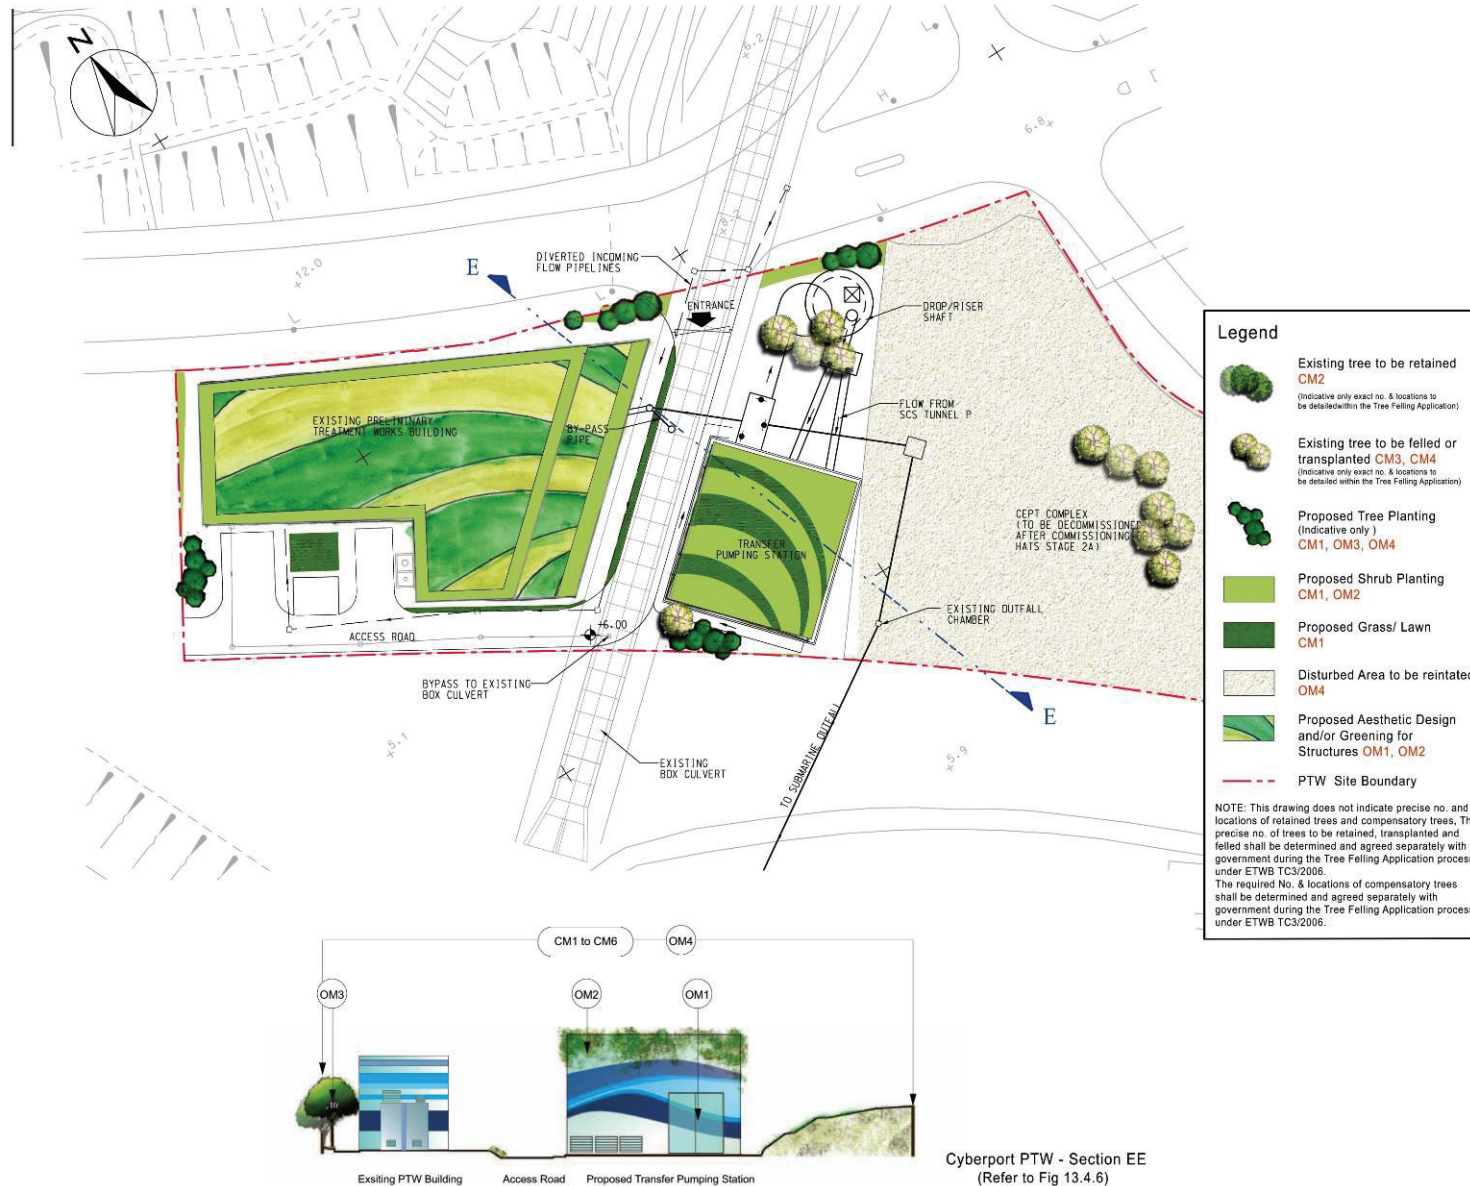 N
+6.2
L
L
H
6.8+
D
L
+8.2
L
+12.0
L
L
E
DIVERTED INCOMING
FLOW PIPELINES
ENTRANCE
DROP/RISER
SHAFT
EXISTING PRELIMINARY
TREATMENT WORKS BUILDING
BY-PASS
PIPE
FLOW FROM
SCS TUNNEL P
TRANSFER
PUMPING STATION
CEPT COMPLEX
(TO BE DECOMMISSIONED
AFTER COMMISSIONING
HATS STAGE 2A)
EXISTING OUTFALL
CHAMBER
ACCESS ROAD
+6.00
BYPASS TO EXISTING
BOX CULVERT
E
+5.1
EXISTING
BOX CULVERT
TO SUBMARINE OUTFALL
+5.9
Legend
Existing tree to be retained
CM2
(Indicative only exact no. & locations to
be detailedwithin the Tree Felling Application)
Existing tree to be felled or
transplanted CM3, CM4
(Indicative only exact no. & locations to
be detailed within the Tree Felling Application)
Proposed Tree Planting
(Indicative only )
CM1, OM3, OM4
Proposed Shrub Planting
CM1, OM2
Proposed Grass/ Lawn
CM1
Disturbed Area to be reintated
OM4
Proposed Aesthetic Design
and/or Greening for
Structures OM1, OM2
PTW Site Boundary
NOTE: This drawing does not indicate precise no. and
locations of retained trees and compensatory trees, Th
precise no. of trees to be retained, transplanted and
felled shall be determined and agreed separately with
government during the Tree Felling Application process
under ETWB TC3/2006.
The required No. & locations of compensatory trees
shall be determined and agreed separately with
government during the Tree Felling Application process
under ETWB TC3/2006.
CM1 to CM6
OM4
OM3
OM2
OM1
Exsiting PTW Building
Access Road
Proposed Transfer Pumping Station
Cyberport PTW - Section EE
(Refer to Fig 13.4.6)